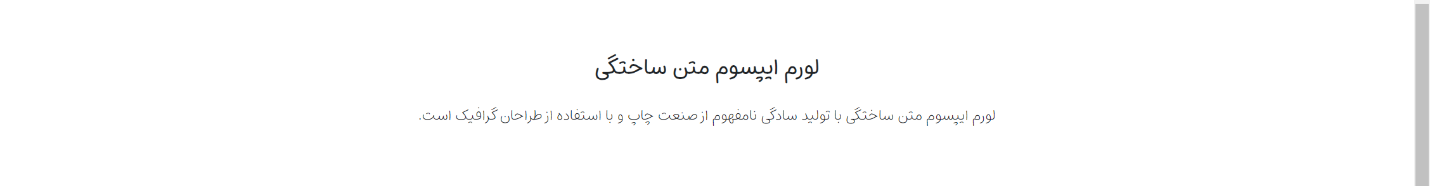 لورم ایپسوم متن ساختگی
لورم ایپسوم متن ساختگی با تولید سادگی نامفهوم از صنعت چاپ و با استفاده از طراحان گرافیک است.